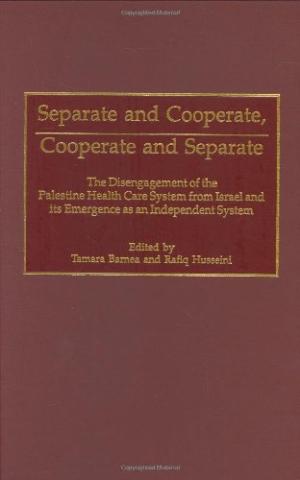 Separate and Cooperate,
Cooperate and Separate
The Disengagement of the
Palestine Health Care System from Israel and
its Emergence as an Independent System
Edited by
Tamara Barnea and Rafiq Husseini